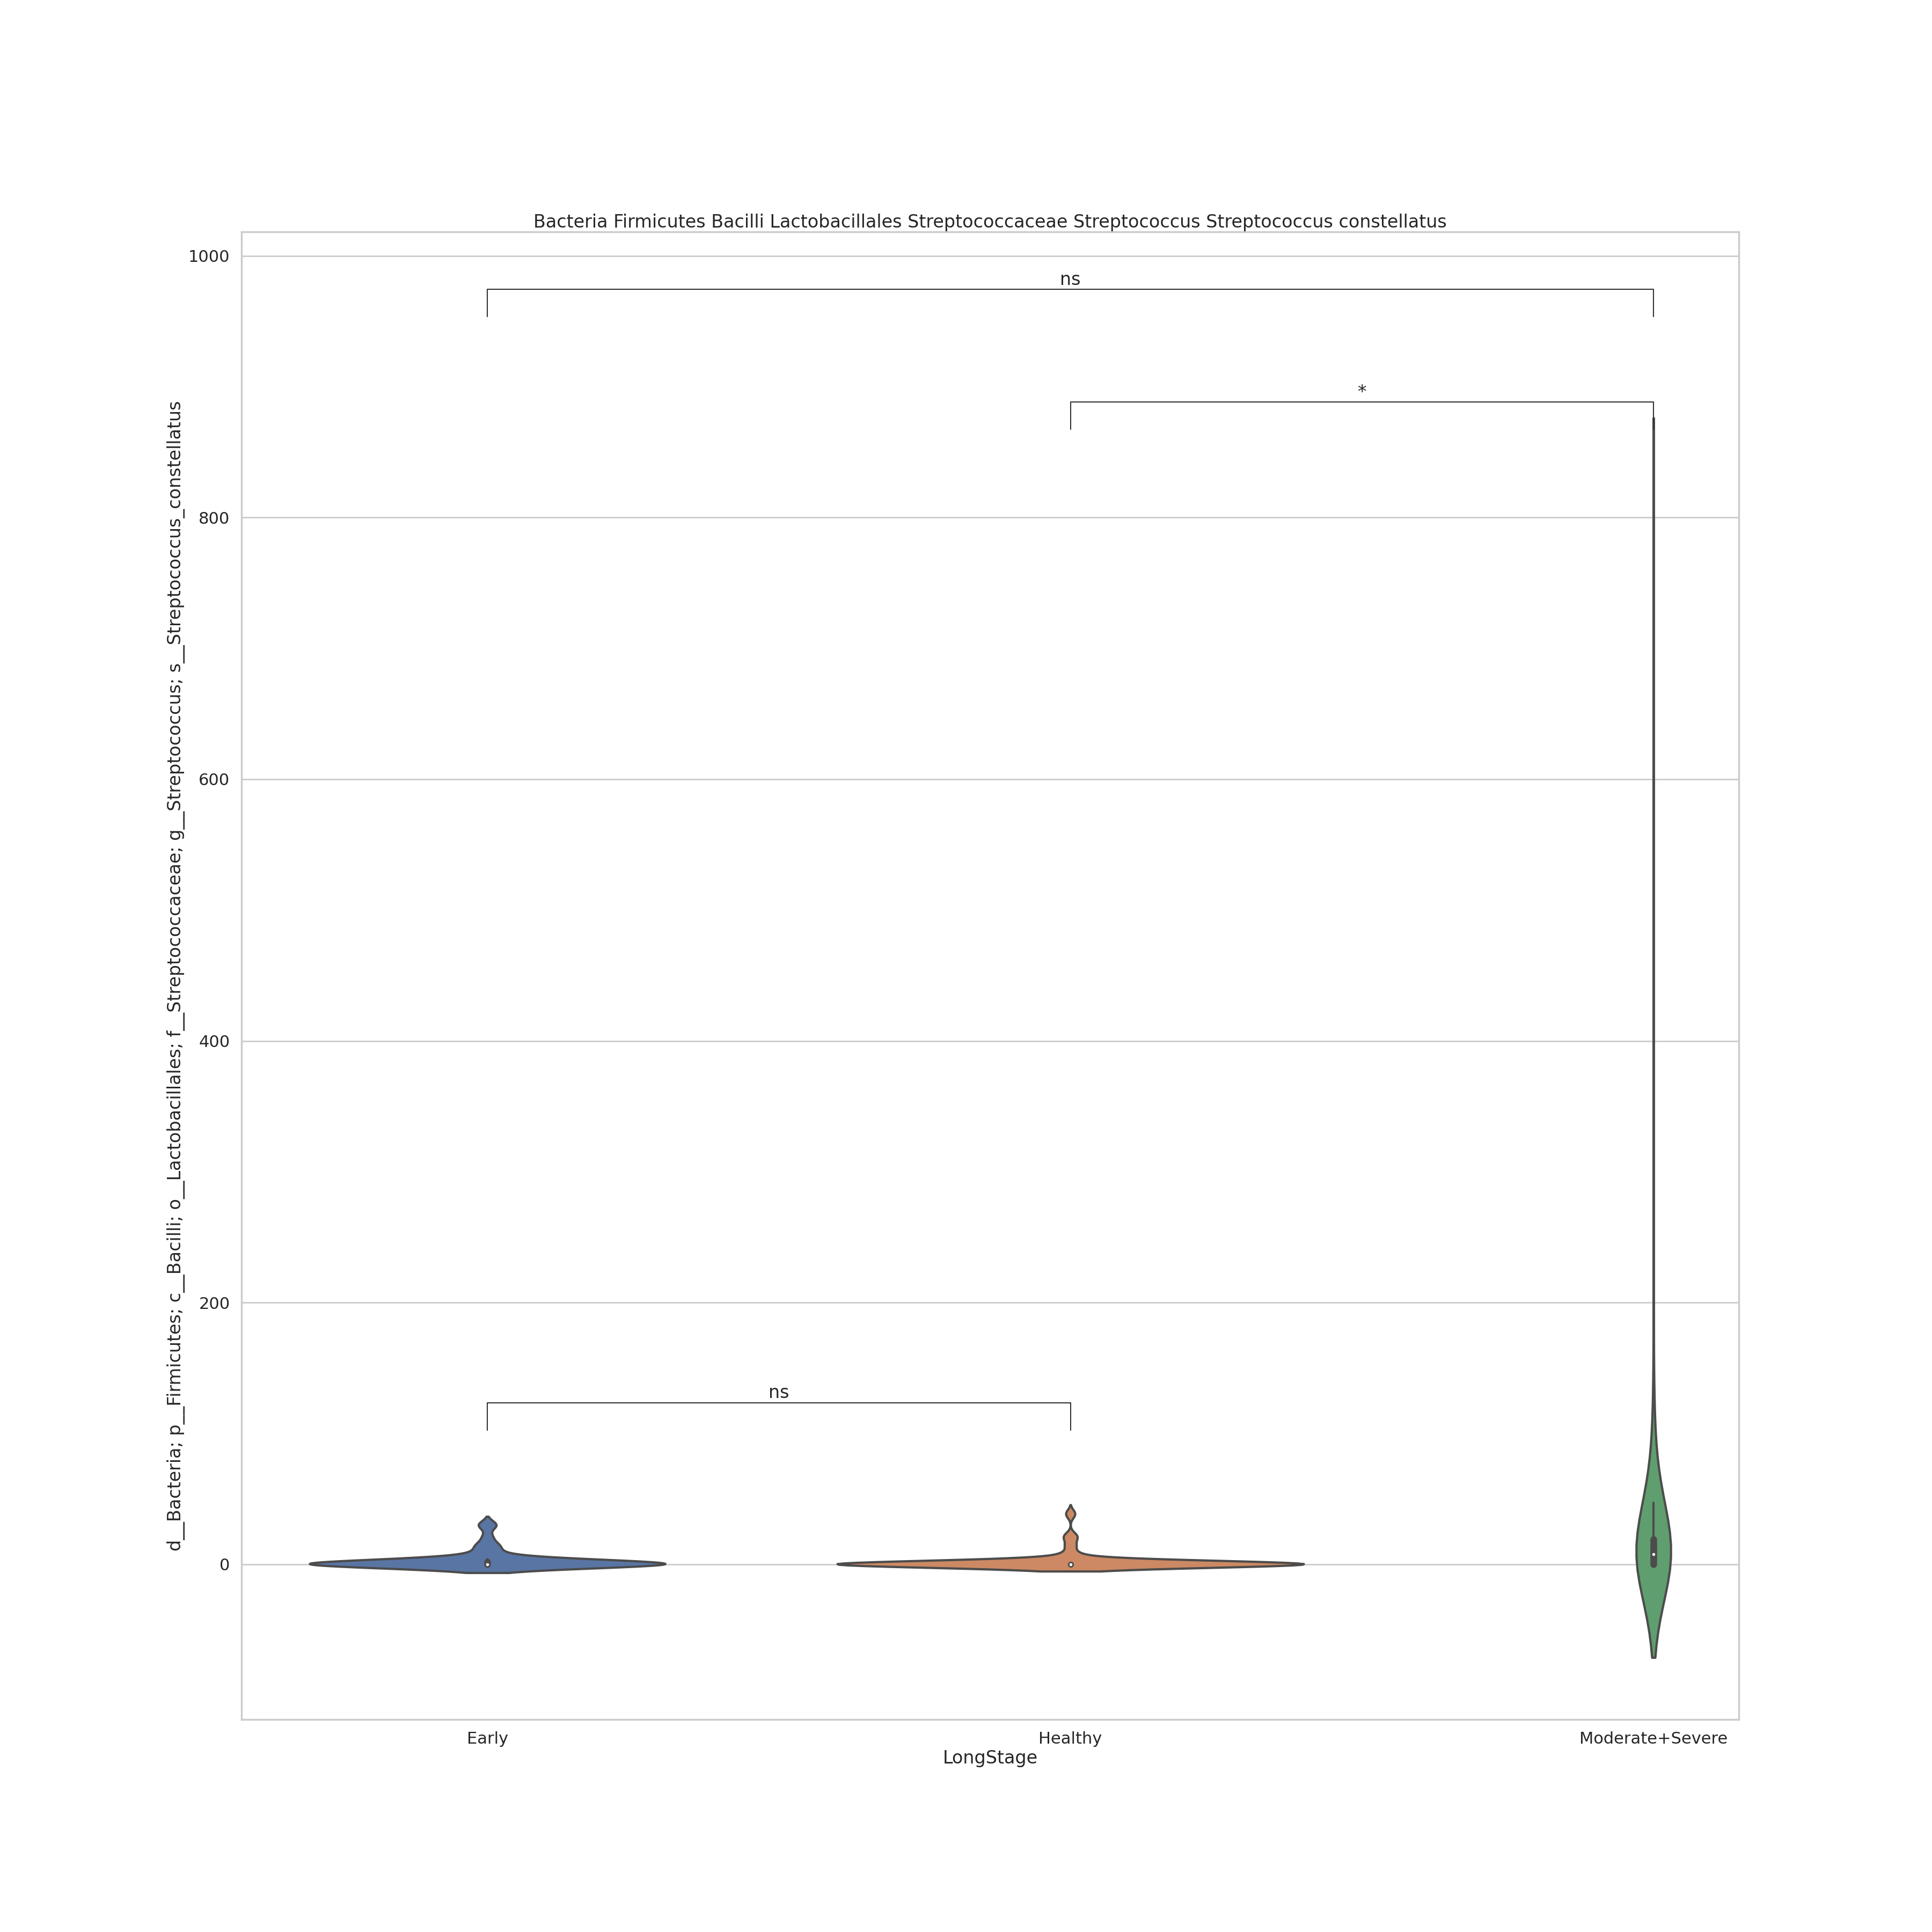 Bacteria Firmicutes Bacilli Lactobacillales Streptococcaceae Streptococcus Streptococcus constellatus
d__Bacteria; p__Firmicutes; c__Bacilli; o__Lactobacillales; f__Streptococcaceae; g__Streptococcus; s__Streptococcus_constellatus
1000
800
600
400
200
0
ns
*
ns
Early Healthy Moderate+Severe
LongStage